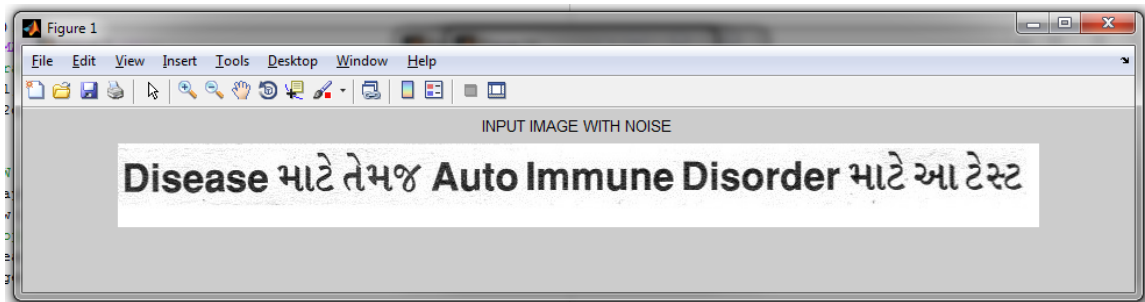 Figure 1
File Edit View Insert Tools Desktop Window Help
INPUT IMAGE WITH NOISE
Disease માટે તેમજ Auto Immune Disorder માટે આ ટેસ્ટ